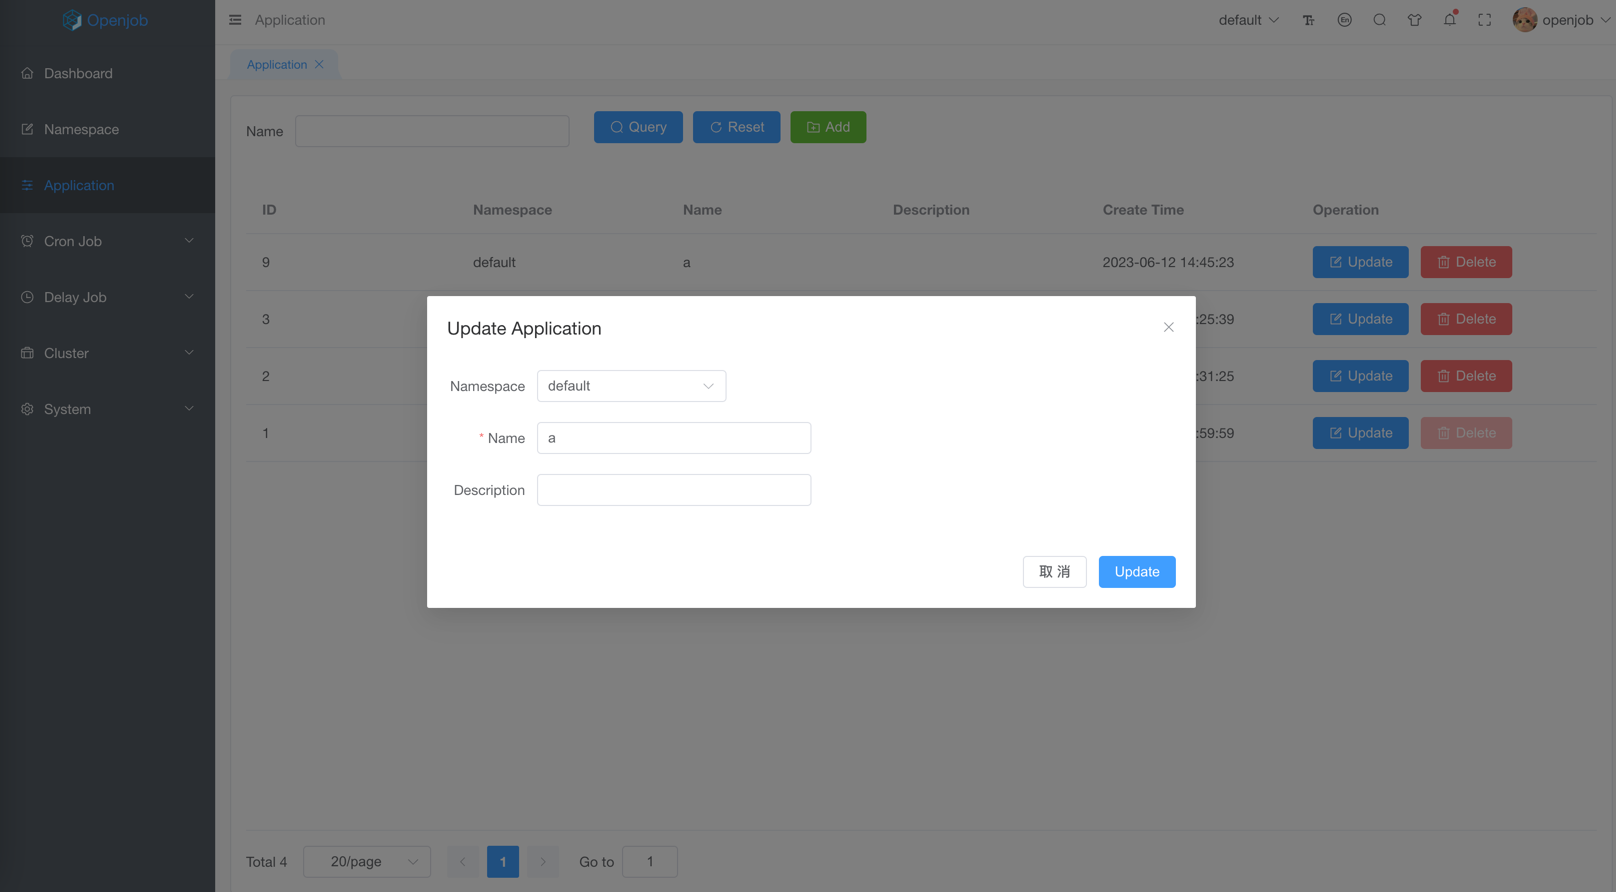 Openjob
Application
default
En
openjob
Application
Dashboard
Namespace
Application
Cron Job
Delay Job
Cluster
System
Name
Query
Reset
Add
ID Namespace Name Description Create Time Operation
9 default a 2023-06-12 14:45:23 Update Delete
3 :25:39 Update Delete
2 :31:25 Update Delete
1 :59:59 Update Delete
Update Application
Namespace default
* Name a
Description
取 消 Update
Total 4 20/page 1 Go to 1